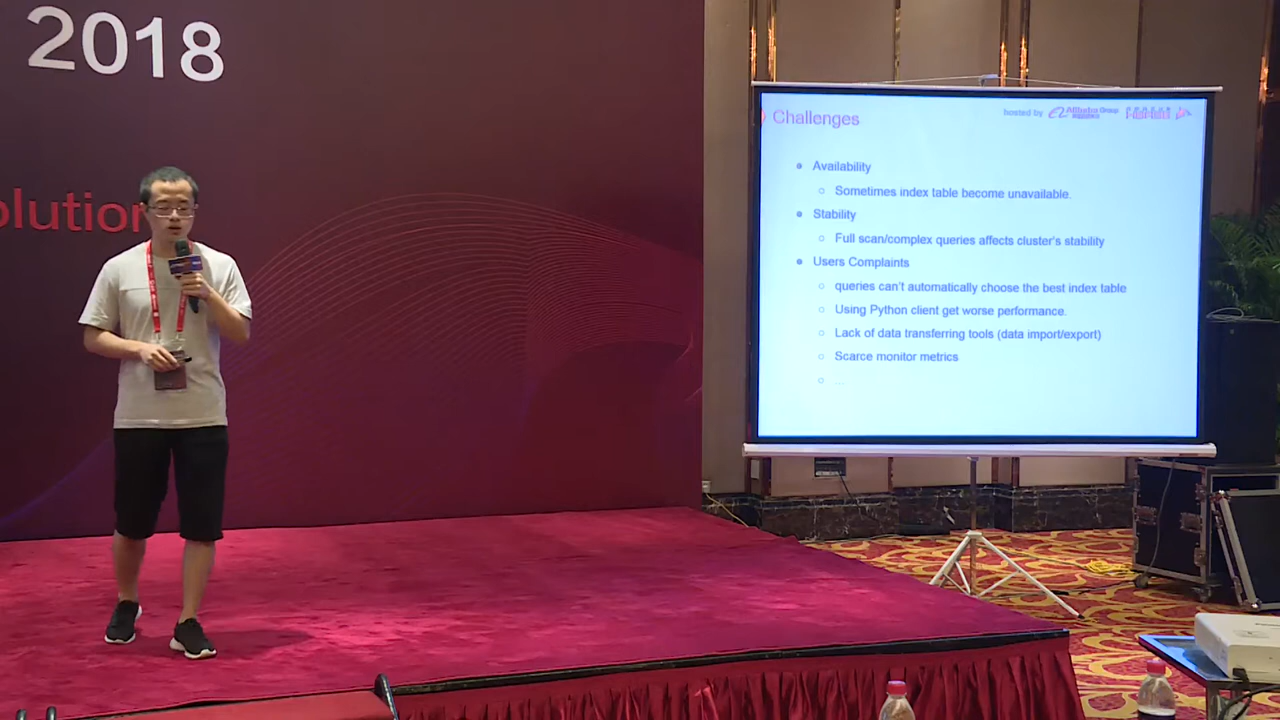 2018
olution
Challenges
hosted by
Alibaba Group
Availability
Sometimes index table become unavailable.
Stability
Full scan/complex queries affects cluster's stability
Users Complaints
queries can't automatically choose the best index table
Using Python client get worse performance.
Lack of data transferring tools (data import/export)
Scarce monitor metrics
...